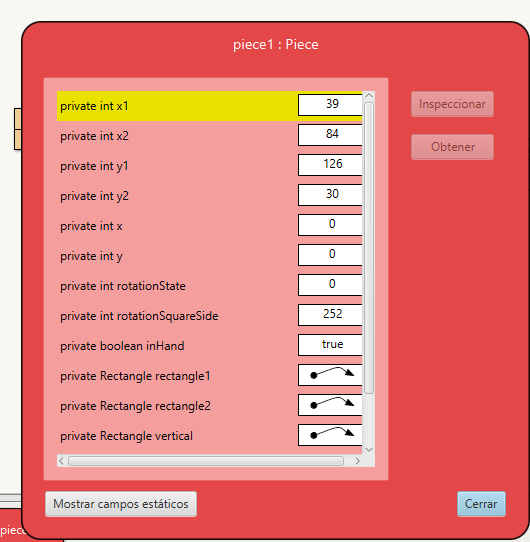 piece1 : Piece
private int x1 39
private int x2 84
private int y1 126
private int y2 30
private int x 0
private int y 0
private int rotationState 0
private int rotationSquareSide 252
private boolean inHand true
private Rectangle rectangle1
private Rectangle rectangle2
private Rectangle vertical
Inspeccionar
Obtener
Mostrar campos estáticos
Cerrar